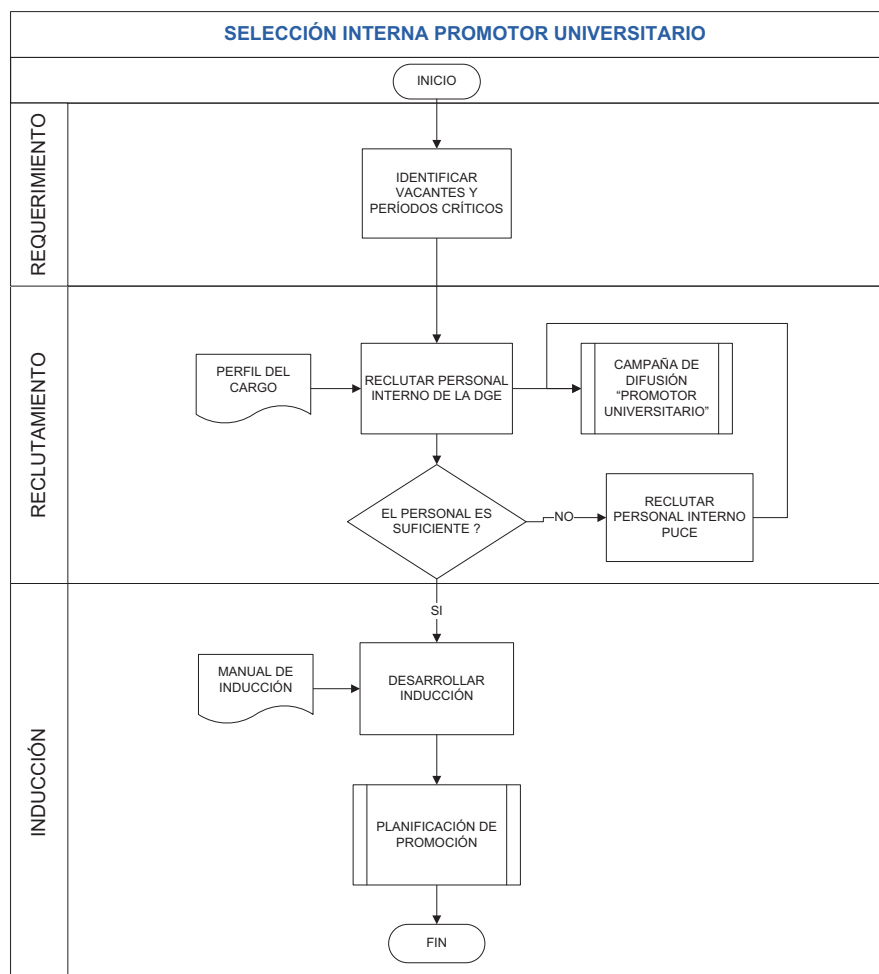 SELECCIÓN INTERNA PROMOTOR UNIVERSITARIO
INICIO
REQUERIMIENTO
IDENTIFICAR
VACANTES Y
PERÍODOS CRÍTICOS
RECLUTAMIENTO
PERFIL DEL
CARGO
RECLUTAR PERSONAL
INTERNO DE LA DGE
CAMPAÑA DE
DIFUSIÓN
“PROMOTOR
UNIVERSITARIO”
EL PERSONAL ES
SUFICIENTE ?
NO
RECLUTAR
PERSONAL INTERNO
PUCE
SI
INDUCCIÓN
MANUAL DE
INDUCCIÓN
DESARROLLAR
INDUCCIÓN
PLANIFICACIÓN DE
PROMOCIÓN
FIN